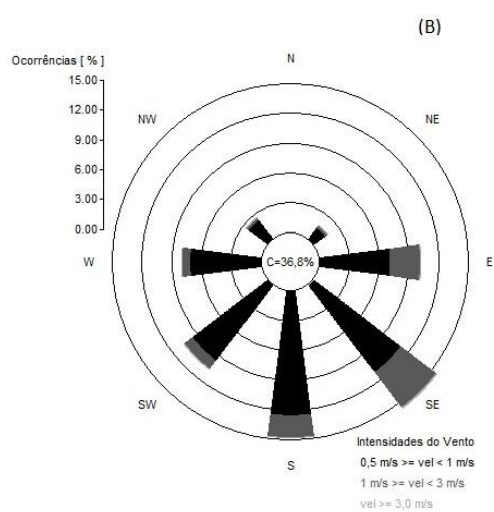 (B)
Ocorrências [ % ]
15.00
12.00
9.00
6.00
3.00
0.00
N
NW
NE
W
C=36,8%
E
SW
SE
S
Intensidades do Vento
0,5 m/s >= vel < 1 m/s
1 m/s >= vel < 3 m/s
vel >= 3,0 m/s